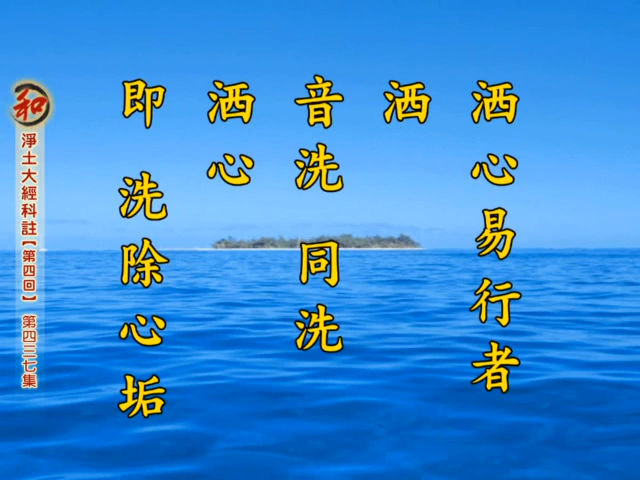 洒心易行者
洒
音洗 同洗
洒心
即 洗除心垢
和
淨土大經科註【第四回】 第四三七集